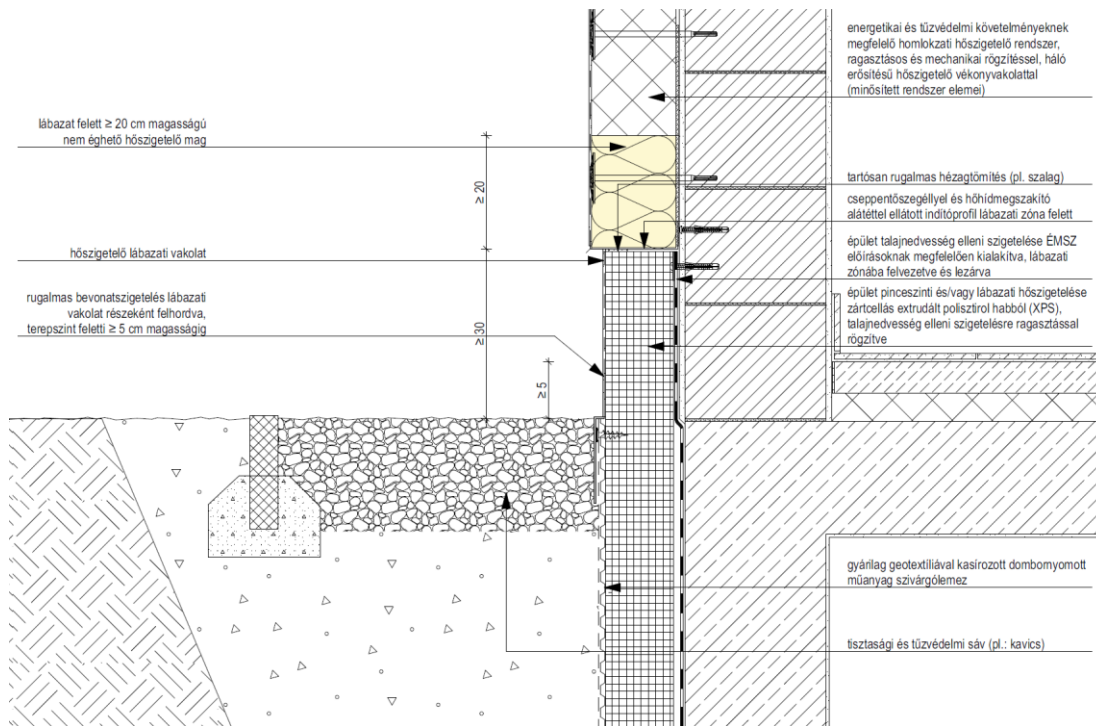 lábazat felett ≥ 20 cm magasságú
nem éghető hőszigetelő mag
hőszigetelő lábazati vakolat
rugalmas bevonatszigetelés lábazati
vakolat részeként felhordva,
terepszint feletti ≥ 5 cm magasságig
≥ 20
≥ 30
≥ 5
energetikai és tűzvédelmi követelményeknek
megfelelő homlokzati hőszigetelő rendszer,
ragasztásos és mechanikai rögzítéssel, háló
erősítésű hőszigetelő vékonyvakolattal
(minősített rendszer elemei)
tartósan rugalmas hézagtömítés (pl. szalag)
cseppentőszegéllyel és hőhídmegszakító
alátéttel ellátott indítóprofil lábazati zóna felett
épület talajnedvesség elleni szigetelése ÉMSZ
előírásoknak megfelelően kialakítva, lábazati
zónába felvezetve és lezárva
épület pinceszinti és/vagy lábazati hőszigetelése
zártcellás extrudált polisztirol habból (XPS),
talajnedvesség elleni szigetelésre ragasztással
rögzítve
gyárilag geotextíliával kasírozott dombornyomott
műanyag szivárgólemez
tisztasági és tűzvédelmi sáv (pl.: kavics)